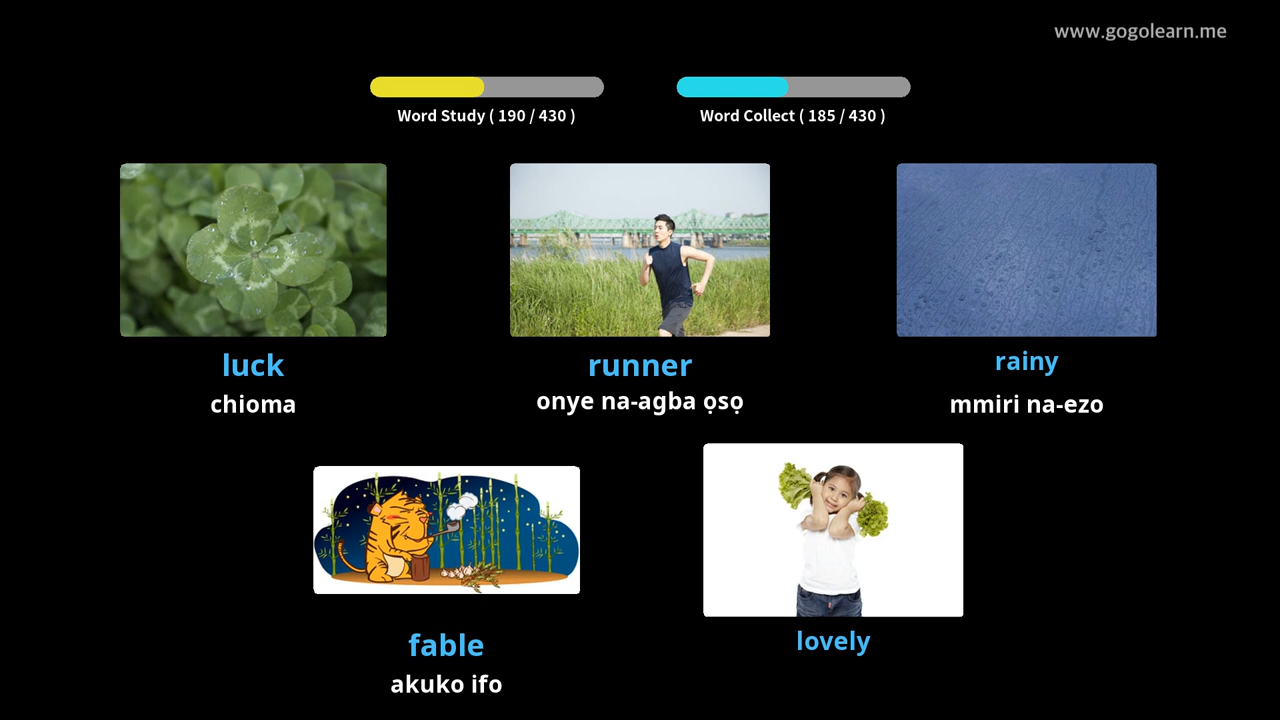 www.gogolearn.me
Word Study ( 190 / 430 )
Word Collect ( 185 / 430 )
luck
chioma
runner
onye na-agba ọsọ
rainy
mmiri na-ezo
fable
akuko ifo
lovely